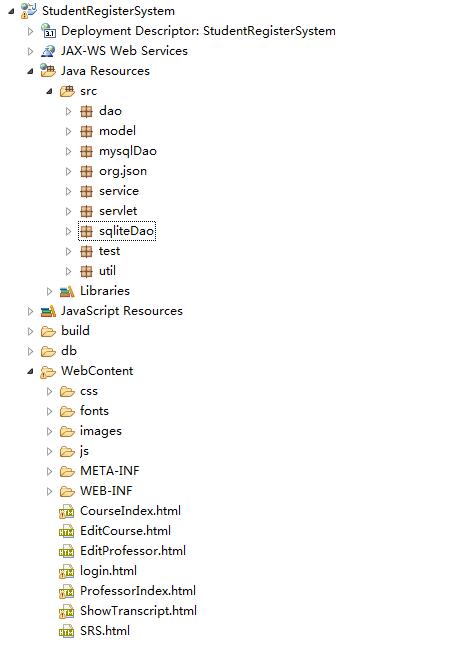 StudentRegisterSystem
Deployment Descriptor: StudentRegisterSystem
JAX-WS Web Services
Java Resources
src
dao
model
mysqlDao
org.json
service
servlet
sqliteDao
test
util
Libraries
JavaScript Resources
build
db
WebContent
css
fonts
images
js
META-INF
WEB-INF
CourseIndex.html
EditCourse.html
EditProfessor.html
login.html
ProfessorIndex.html
ShowTranscript.html
SRS.html